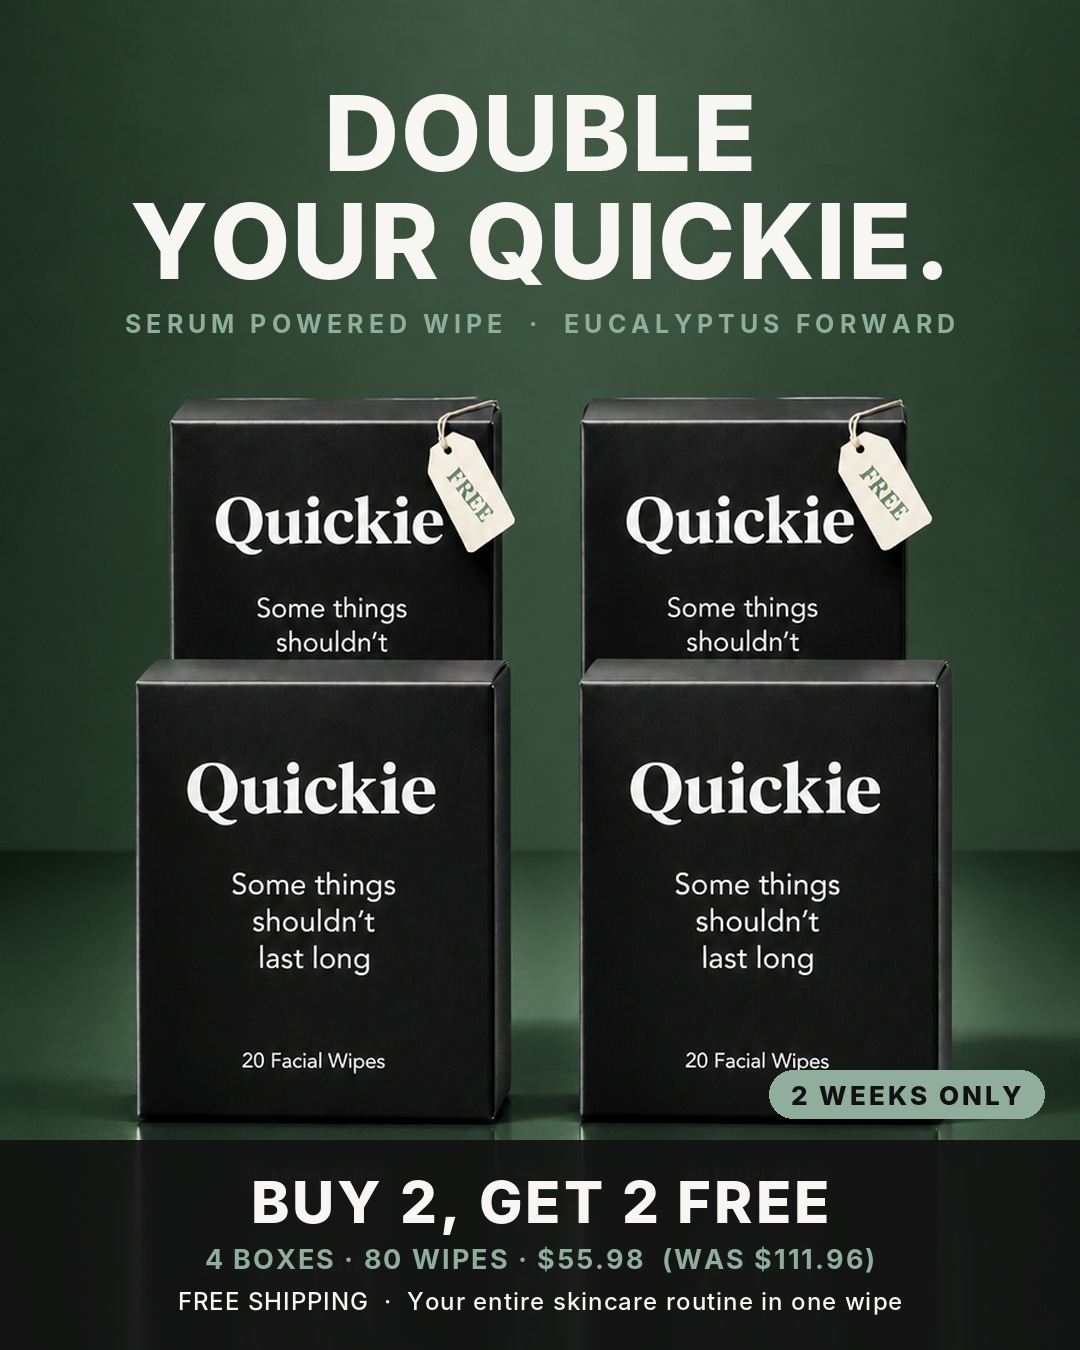 DOUBLE
YOUR QUICKIE.
SERUM POWERED WIPE · EUCALYPTUS FORWARD
Quickie
FREE
Some things
shouldn’t
Quickie
FREE
Some things
shouldn’t
Quickie
Some things
shouldn’t
last long
20 Facial Wipes
Quickie
Some things
shouldn’t
last long
20 Facial Wipes
2 WEEKS ONLY
BUY 2, GET 2 FREE
4 BOXES · 80 WIPES · $55.98 (WAS $111.96)
FREE SHIPPING · Your entire skincare routine in one wipe